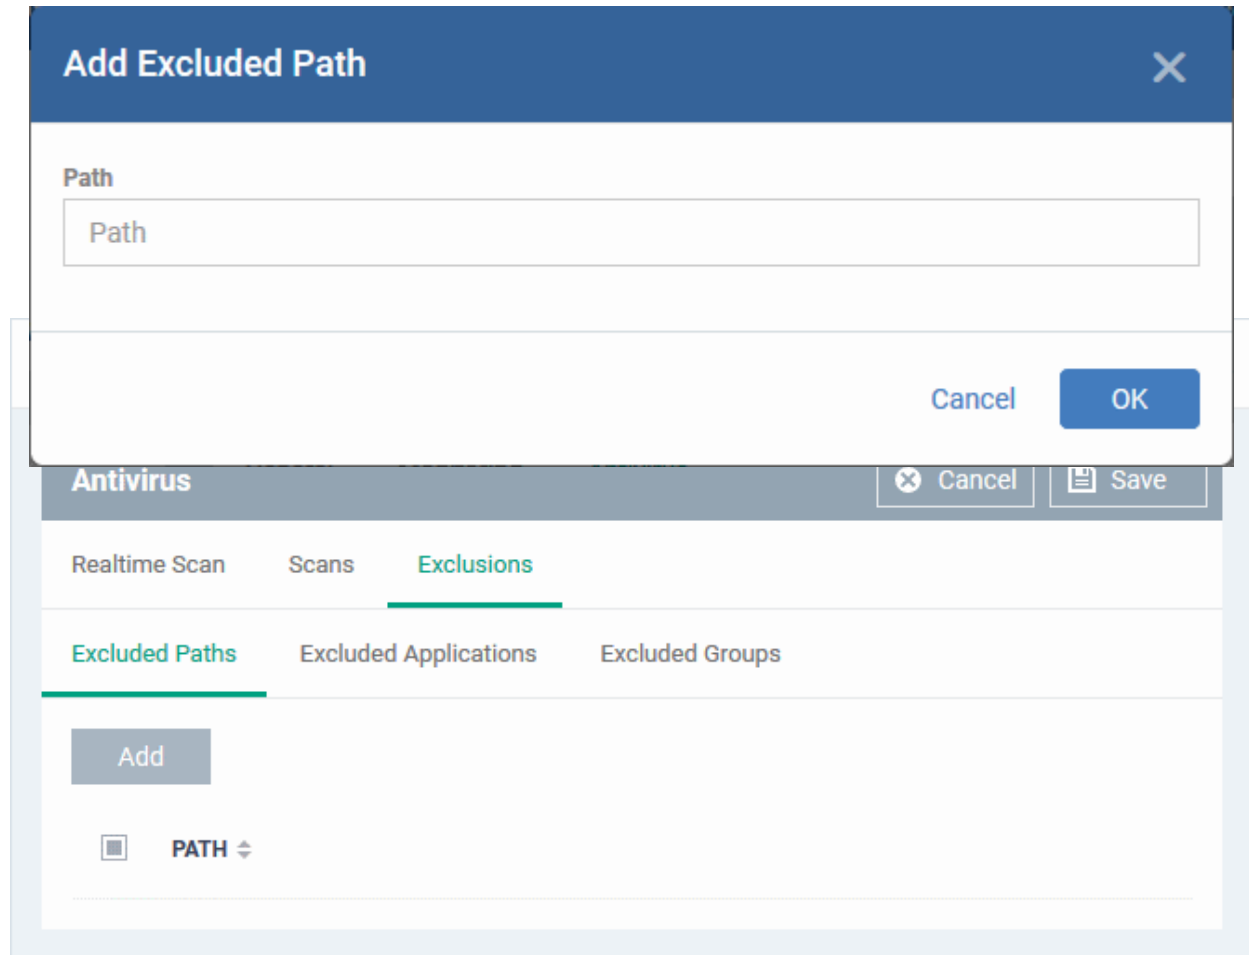 Add Excluded Path
Path
Path
Cancel OK
Antivirus Cancel Save
Realtime Scan Scans Exclusions
Excluded Paths Excluded Applications Excluded Groups
Add
PATH